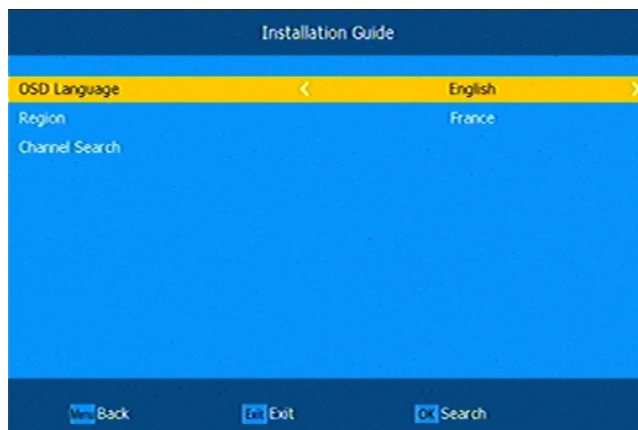 Installation Guide
OSD Language < English >
Region France
Channel Search
Menu Back Exit Exit OK Search